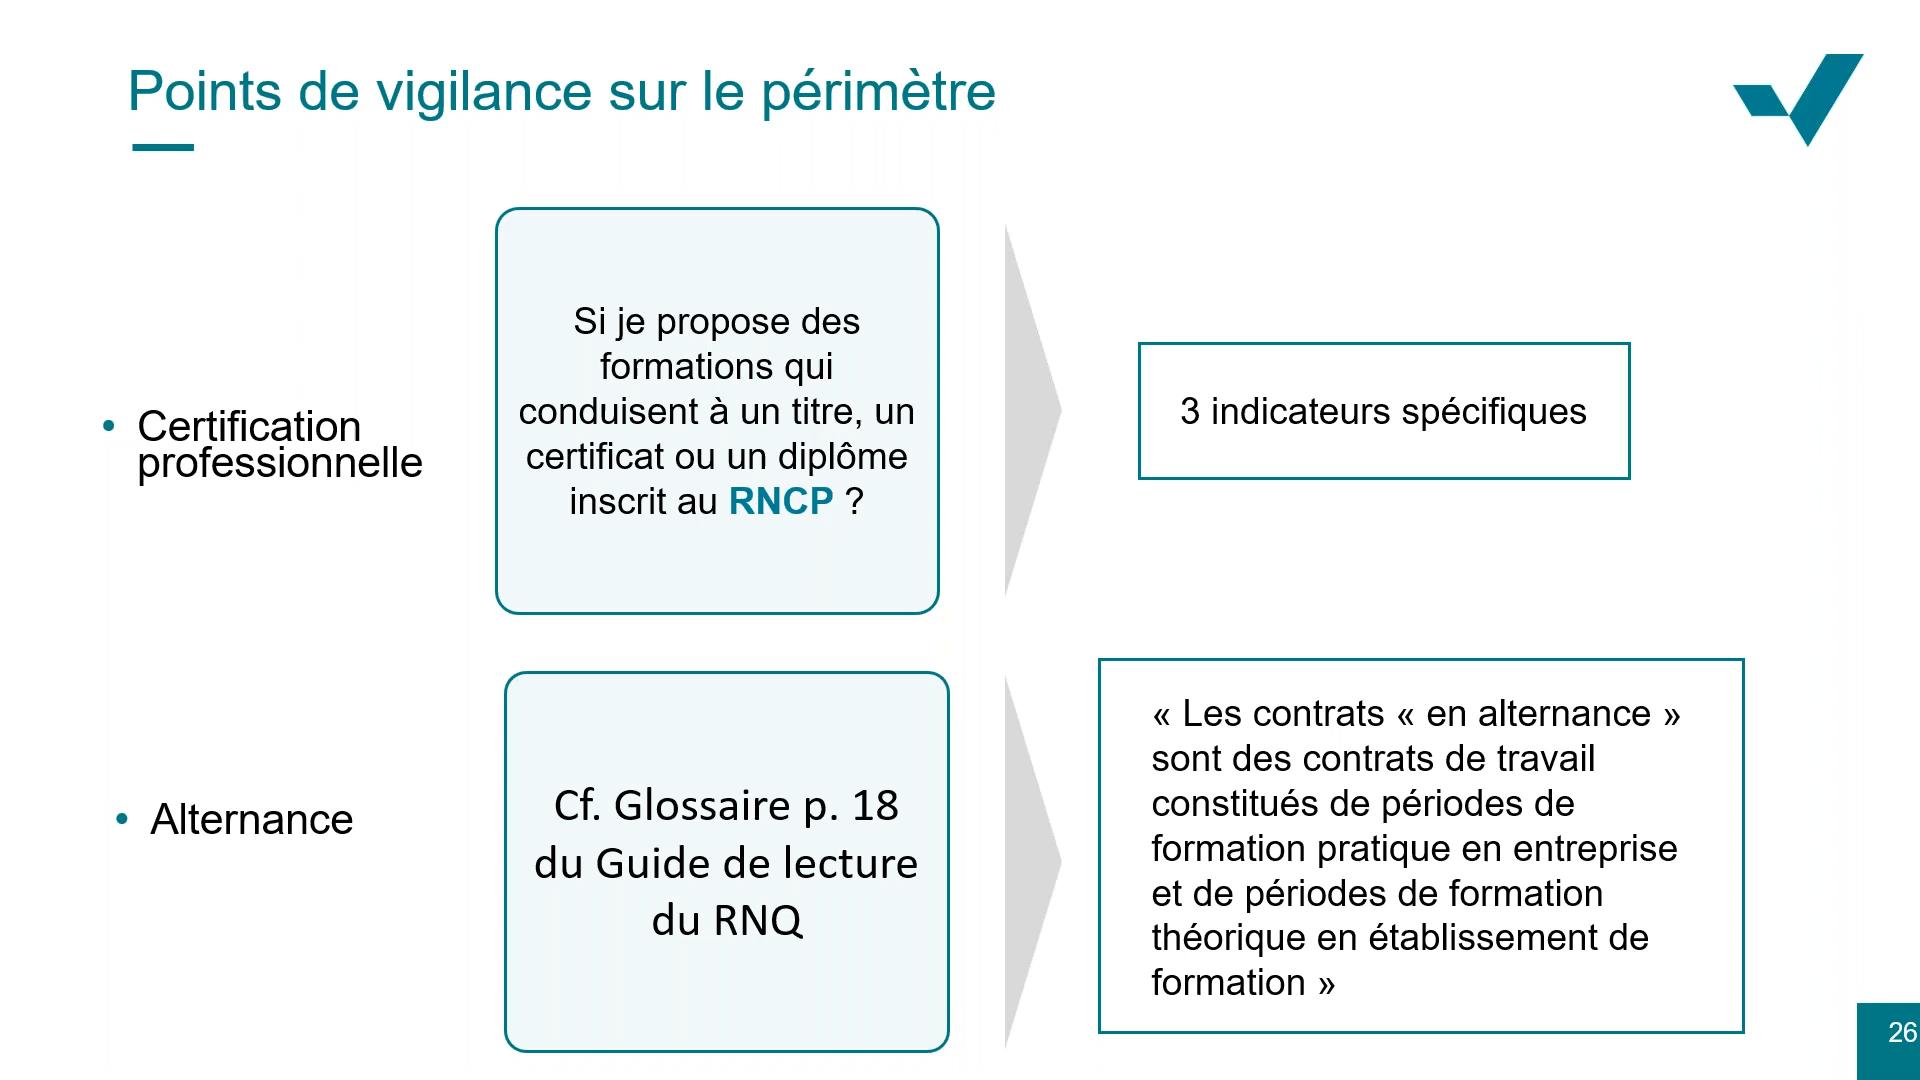 Points de vigilance sur le périmètre
• Certification
professionnelle
Si je propose des
formations qui
conduisent à un titre, un
certificat ou un diplôme
inscrit au RNCP ?
3 indicateurs spécifiques
• Alternance
Cf. Glossaire p. 18
du Guide de lecture
du RNQ
« Les contrats « en alternance »
sont des contrats de travail
constitués de périodes de
formation pratique en entreprise
et de périodes de formation
théorique en établissement de
formation »
26